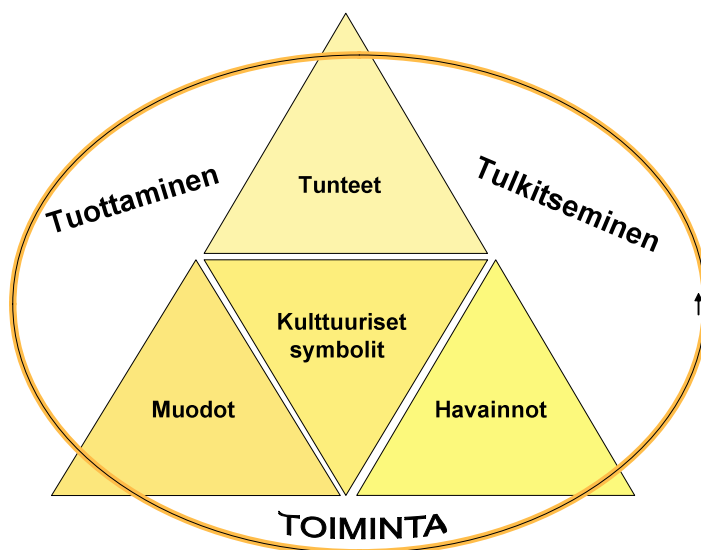 Tuottaminen
Tulkitseminen
Tunteet
Kulttuuriset
symbolit
Muodot
Havainnot
TOIMINTA